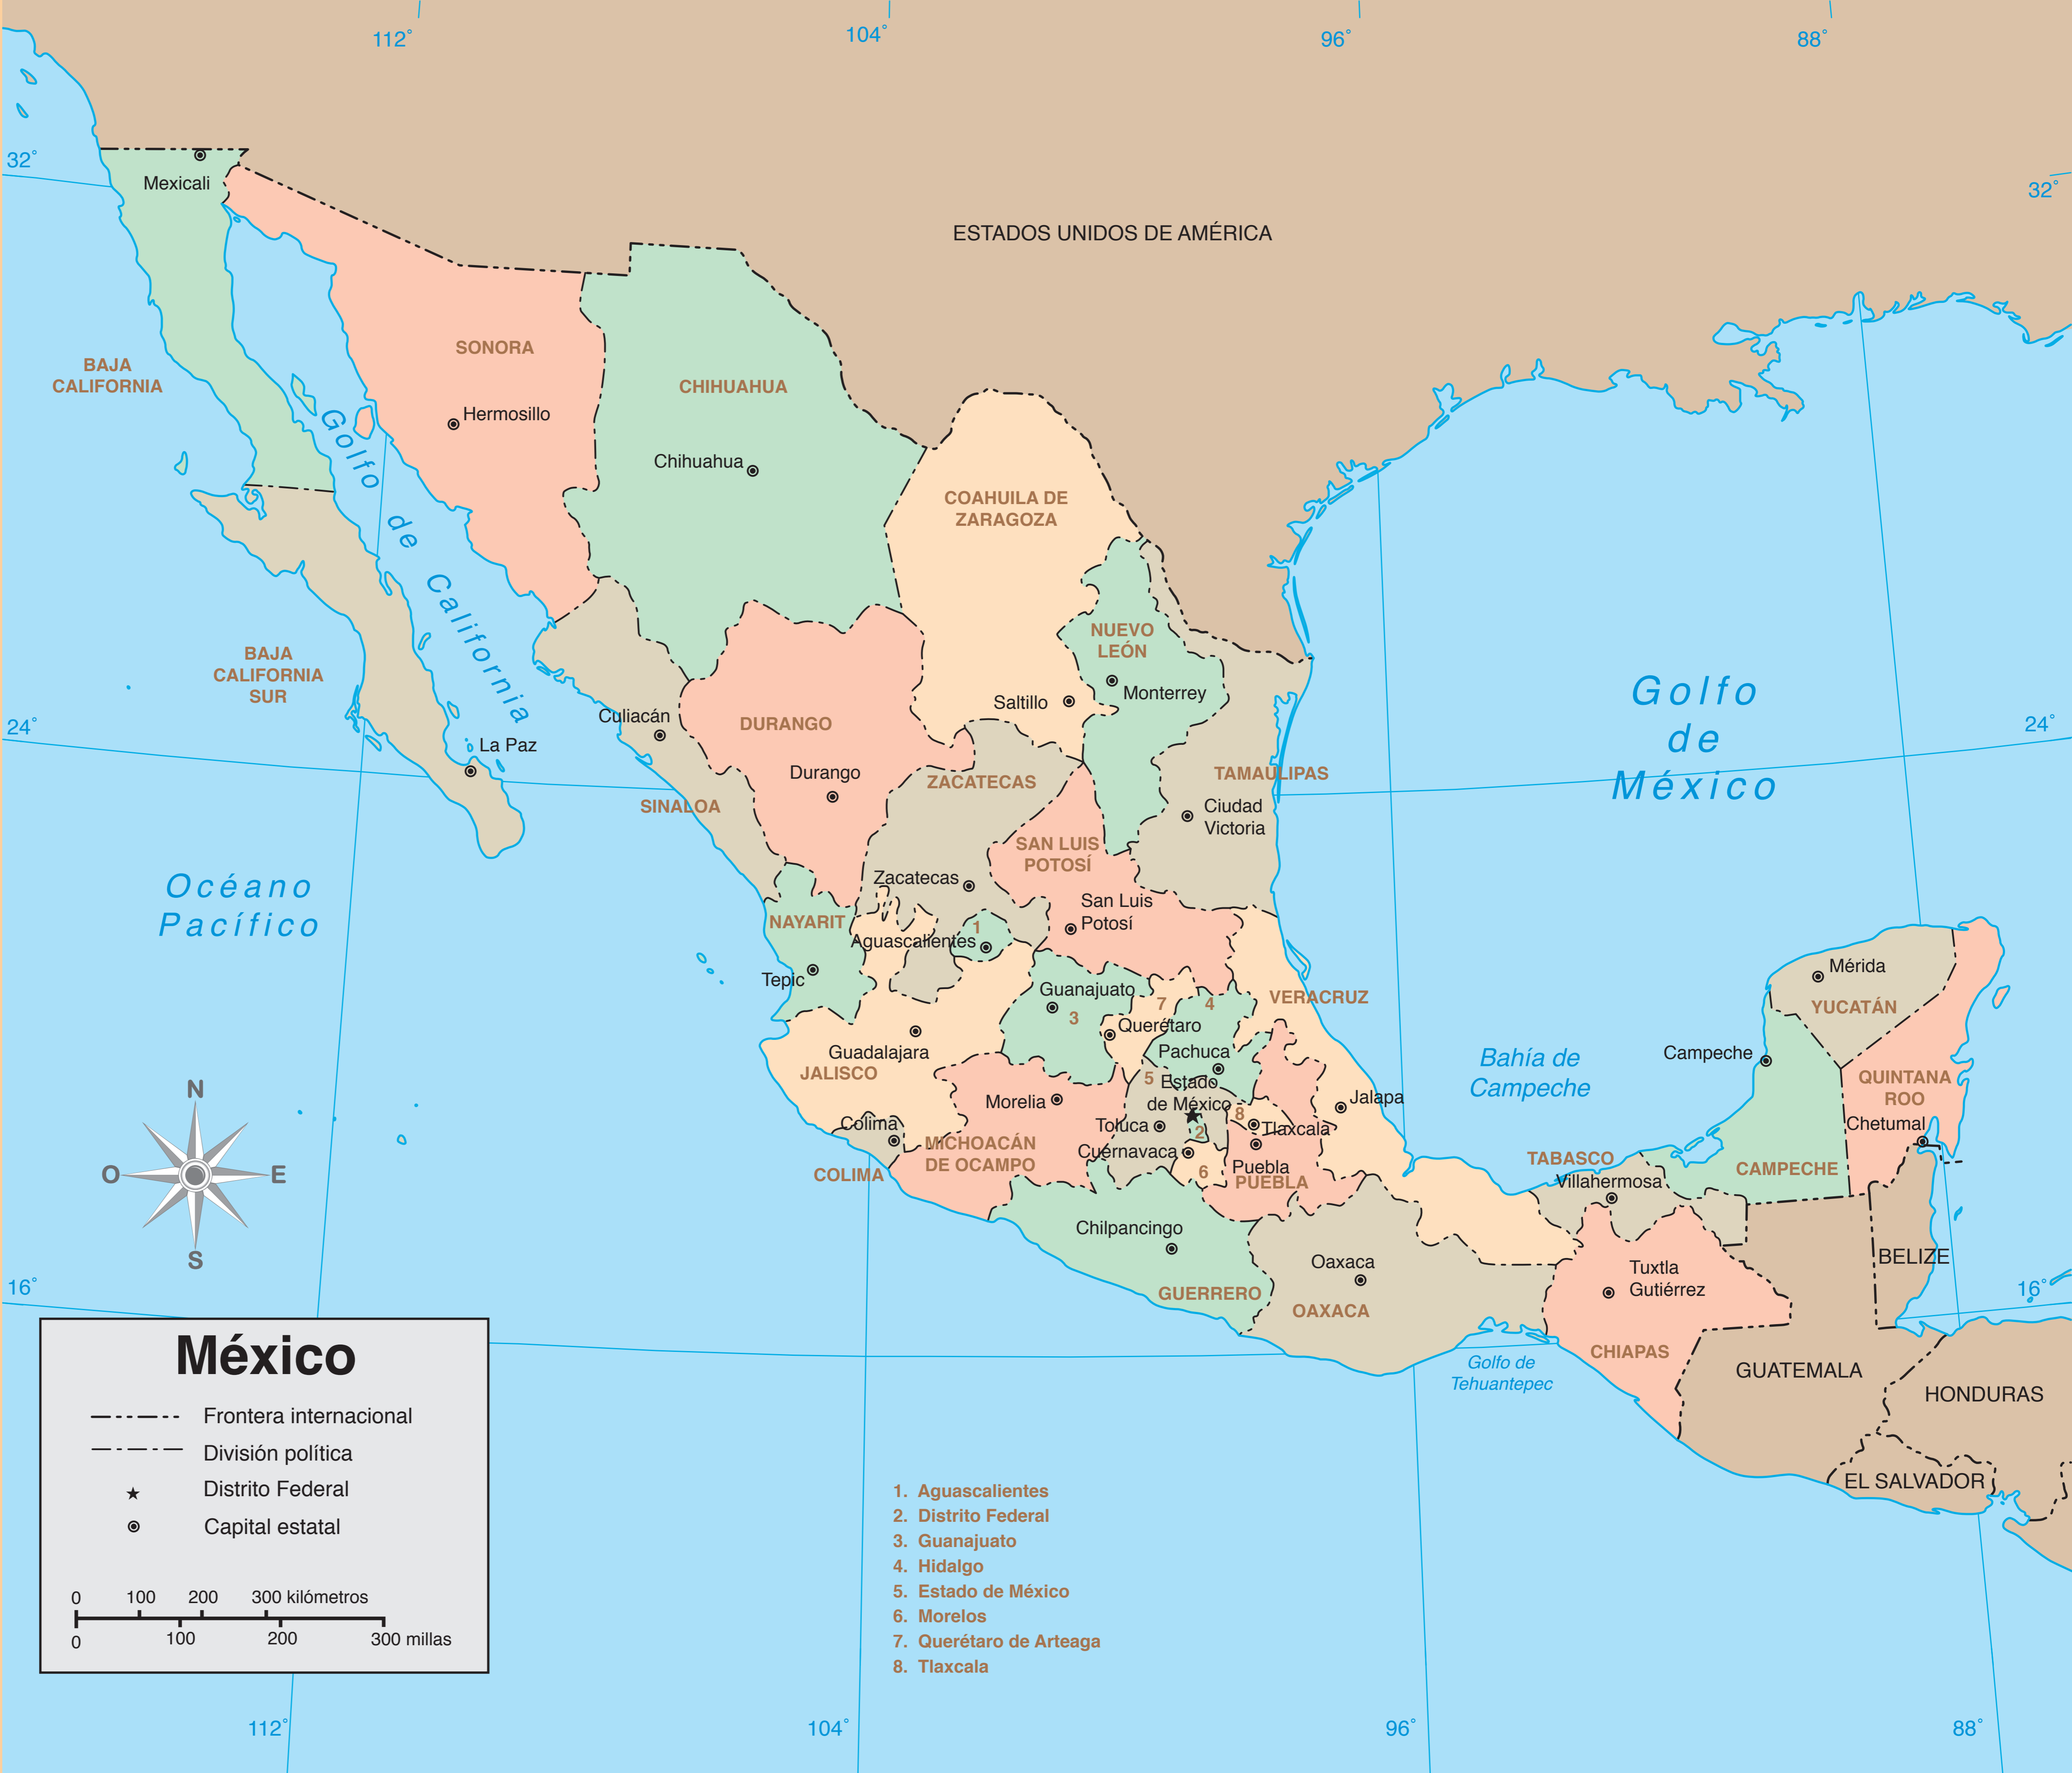 112°
104°
96°
88°
32°
32°
Mexicali
ESTADOS UNIDOS DE AMÉRICA
SONORA
BAJA
CALIFORNIA
CHIHUAHUA
Hermosillo
Chihuahua
Golfo
de
California
COAHUILA DE
ZARAGOZA
NUEVO
LEÓN
BAJA
CALIFORNIA
SUR
Monterrey
Saltillo
Golfo
de
México
Culiacán
DURANGO
24°
24°
La Paz
Durango
ZACATECAS
TAMAULIPAS
SINALOA
Ciudad
Victoria
SAN LUIS
POTOSÍ
Océano
Pacífico
Zacatecas
San Luis
Potosí
NAYARIT
1
Aguascalientes
Tepic
Mérida
YUCATÁN
Guanajuato
3
7
4
VERACRUZ
Querétaro
Guadalajara
JALISCO
Pachuca
5
Estado
de México
Bahía de
Campeche
Campeche
QUINTANA
ROO
Chetumal
Morelia
8
Jalapa
Colima
Toluca
2
Tlaxcala
MICHOACÁN
DE OCAMPO
Cuernavaca
6
Puebla
PUEBLA
COLIMA
TABASCO
Villahermosa
CAMPECHE
N
O
E
S
Chilpancingo
Oaxaca
BELIZE
Tuxtla
Gutiérrez
GUERRERO
OAXACA
16°
16°
CHIAPAS
Golfo de
Tehuantepec
GUATEMALA
HONDURAS
EL SALVADOR
México
Frontera internacional
División política
Distrito Federal
Capital estatal
0 100 200 300 kilómetros
0 100 200 300 millas
1. Aguascalientes
2. Distrito Federal
3. Guanajuato
4. Hidalgo
5. Estado de México
6. Morelos
7. Querétaro de Arteaga
8. Tlaxcala
112°
104°
96°
88°